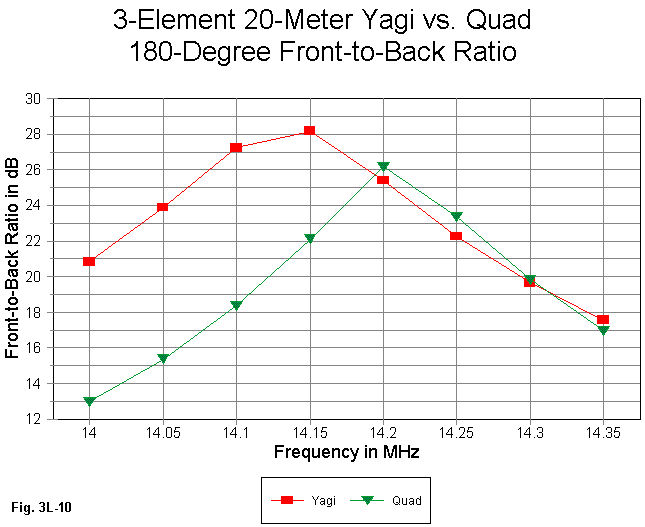 3-Element 20-Meter Yagi vs. Quad
180-Degree Front-to-Back Ratio
Front-to-Back Ratio in dB
30
28
26
24
22
20
18
16
14
12
14 14.05 14.1 14.15 14.2 14.25 14.3 14.35
Frequency in MHz
Yagi Quad
Fig. 3L-10